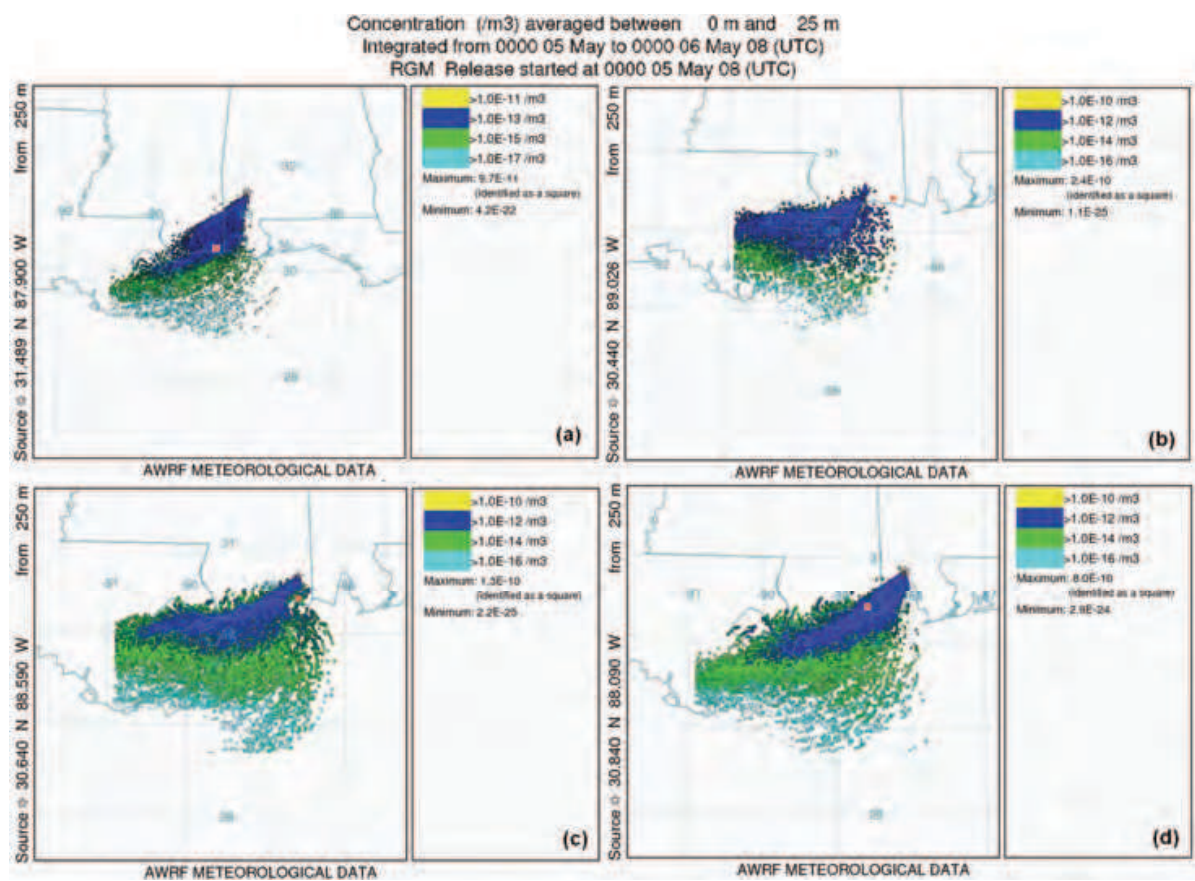 Concentration (/m3) averaged between 0 m and 25 m
Integrated from 0000 05 May to 0000 06 May 08 (UTC)
RGM Release started at 0000 05 May 08 (UTC)
Source ☆ 31.489 N 87.900 W from 250 m
>1.0E-11 /m3
>1.0E-13 /m3
>1.0E-15 /m3
>1.0E-17 /m3
Maximum: 9.7E-11
(identified as a square)
Minimum: 4.2E-22
30
(a)
AWRF METEOROLOGICAL DATA
Source ☆ 30.440 N 89.026 W from 250 m
>1.0E-10 /m3
>1.0E-12 /m3
>1.0E-14 /m3
>1.0E-16 /m3
Maximum: 2.4E-10
(identified as a square)
Minimum: 1.1E-25
31
(b)
AWRF METEOROLOGICAL DATA
Source ☆ 30.640 N 88.590 W from 250 m
>1.0E-10 /m3
>1.0E-12 /m3
>1.0E-14 /m3
>1.0E-16 /m3
Maximum: 1.3E-10
(identified as a square)
Minimum: 2.2E-25
31
(c)
AWRF METEOROLOGICAL DATA
Source ☆ 30.840 N 88.090 W from 250 m
>1.0E-10 /m3
>1.0E-12 /m3
>1.0E-14 /m3
>1.0E-16 /m3
(identified as a square)
Minimum: 2.9E-24
(d)
AWRF METEOROLOGICAL DATA